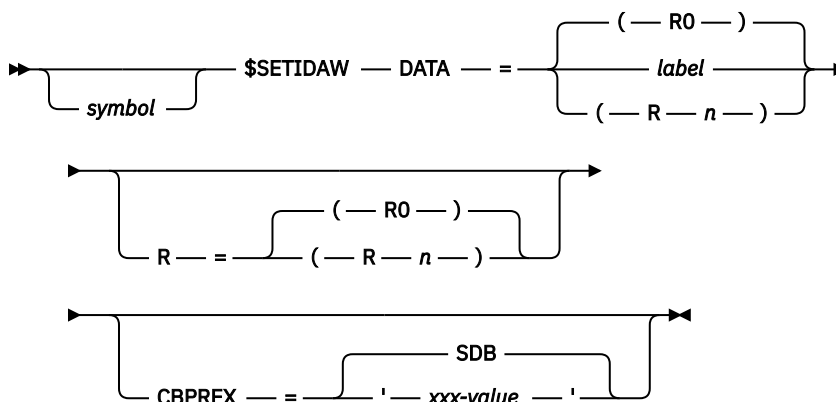 ( R0 )
$SETIDAW DATA = label
symbol
( R n )
( R0 )
R = ( R n )
SDB
CBPREFX = ' xxx-value '